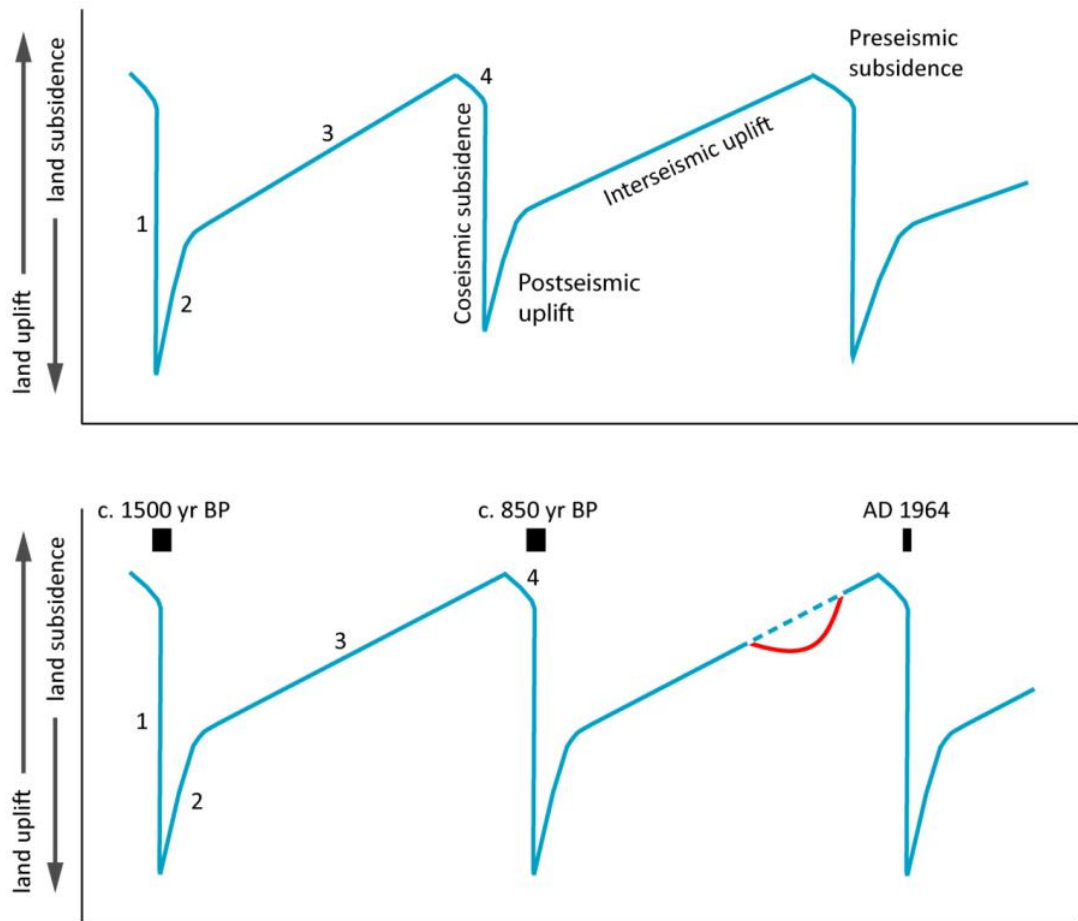 land uplift
land subsidence
1
2
3
4
Coseismic subsidence
Postseismic
uplift
Interseismic uplift
Preseismic
subsidence
c. 1500 yr BP
c. 850 yr BP
AD 1964
land uplift
land subsidence
1
2
3
4